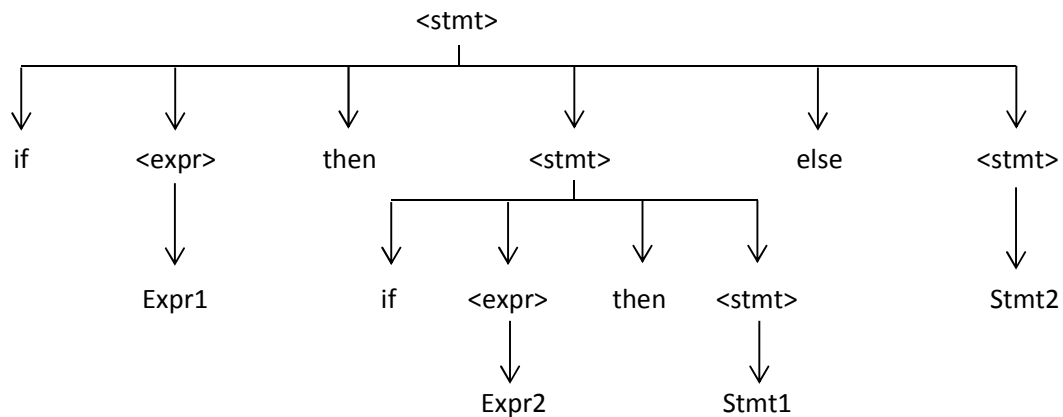 <stmt>
if <expr> then <stmt> else <stmt>
Expr1 if <expr> then <stmt> Stmt2
Expr2 Stmt1